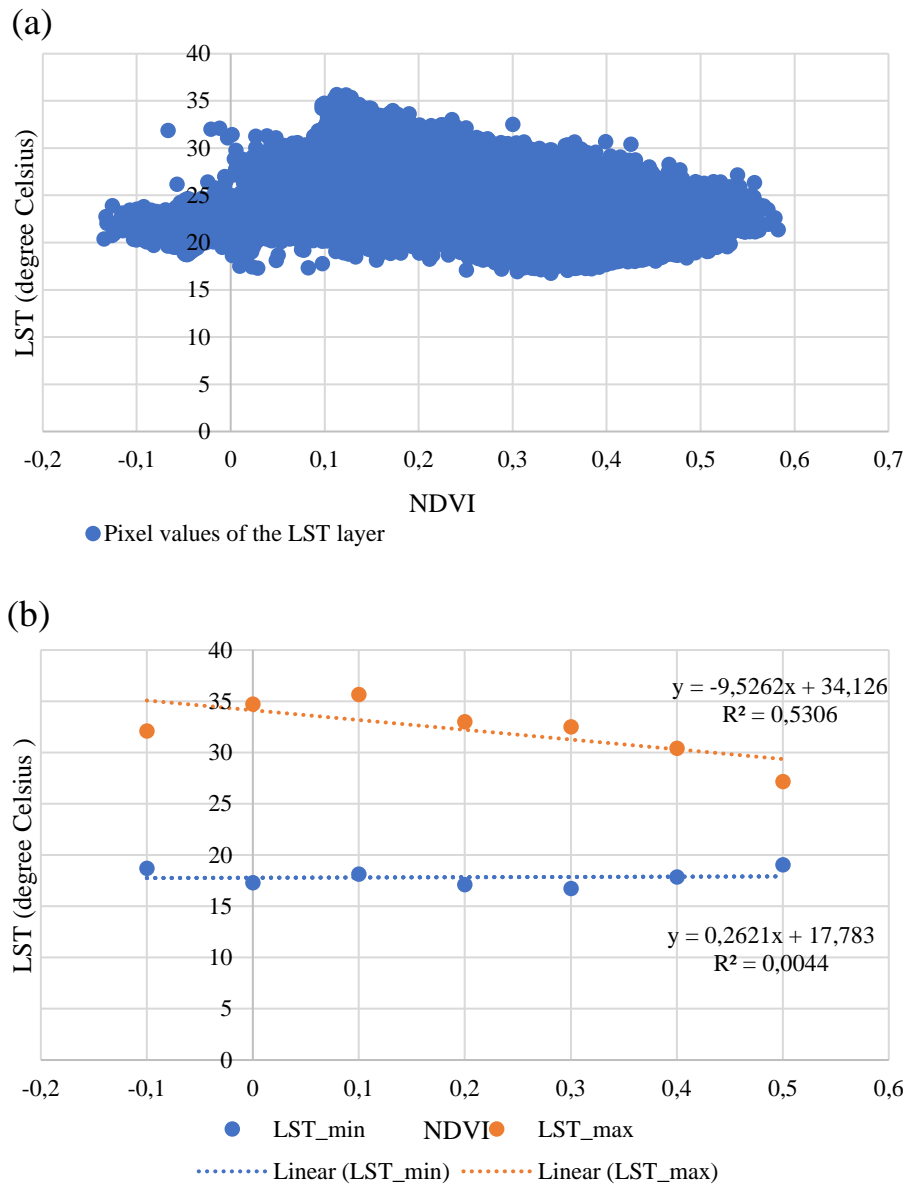 (a)
40
35
30
25
20
15
10
5
0
LST (degree Celsius)
-0,2 -0,1 0 0,1 0,2 0,3 0,4 0,5 0,6 0,7
NDVI
Pixel values of the LST layer
(b)
40
35
30
25
20
15
10
5
0
LST (degree Celsius )
y = -9,5262x + 34,126
R² = 0,5306
y = 0,2621x + 17,783
R² = 0,0044
-0,2 -0,1 0 0,1 0,2 0,3 0,4 0,5 0,6
NDVI
LST_min LST_max
Linear (LST_min) Linear (LST_max)